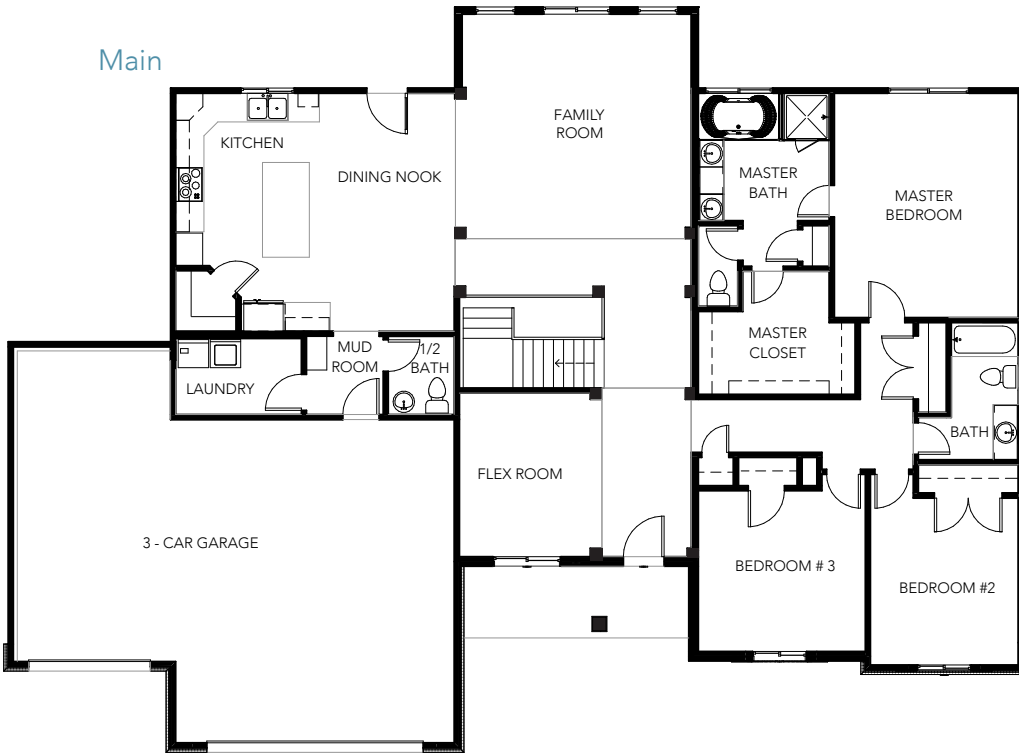 Main
FAMILY
ROOM
KITCHEN
DINING NOOK
MASTER
BATH
MASTER
BEDROOM
MASTER
CLOSET
MUD
ROOM
1/2
BATH
LAUNDRY
BATH
FLEX ROOM
3 - CAR GARAGE
BEDROOM # 3
BEDROOM #2